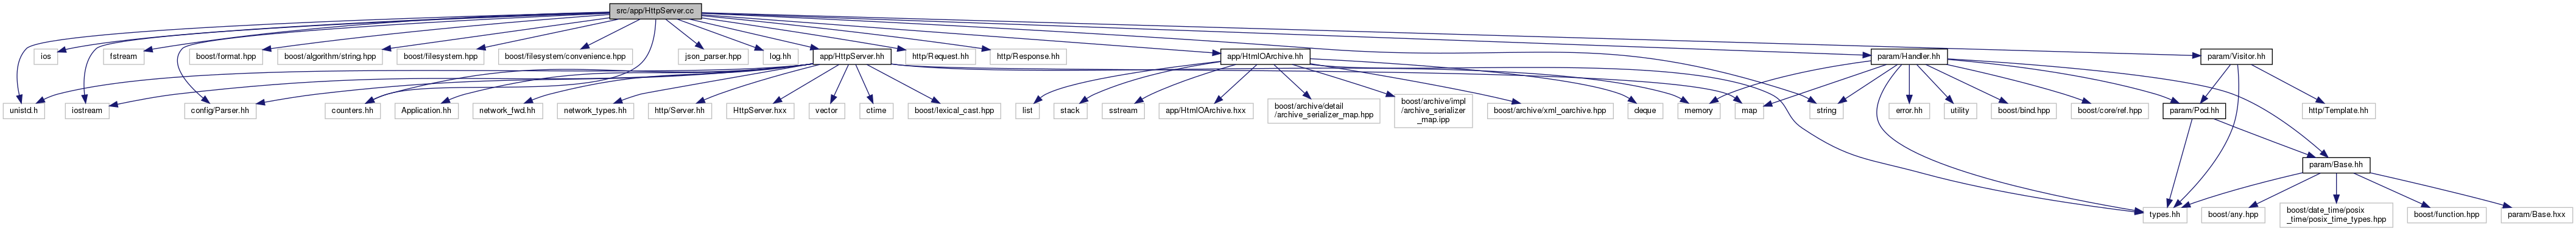 src/app/HttpServer.cc
ios
fstream
boost/format.hpp
boost/algorithm/string.hpp
boost/filesystem.hpp
boost/filesystem/convenience.hpp
json_parser.hpp
log.hh
app/HttpServer.hh
http/Request.hh
http/Response.hh
app/HtmlOArchive.hh
param/Handler.hh
param/Visitor.hh
unistd.h
iostream
config/Parser.hh
counters.hh
Application.hh
network_fwd.hh
network_types.hh
http/Server.hh
HttpServer.hxx
vector
ctime
boost/lexical_cast.hpp
list
stack
sstream
app/HtmlOArchive.hxx
boost/archive/detail
/archive_serializer_map.hpp
boost/archive/impl
/archive_serializer
_map.ipp
boost/archive/xml_oarchive.hpp
deque
memory
map
string
error.hh
utility
boost/bind.hpp
boost/core/ref.hpp
param/Pod.hh
http/Template.hh
param/Base.hh
types.hh
boost/any.hpp
boost/date_time/posix
_time/posix_time_types.hpp
boost/function.hpp
param/Base.hxx